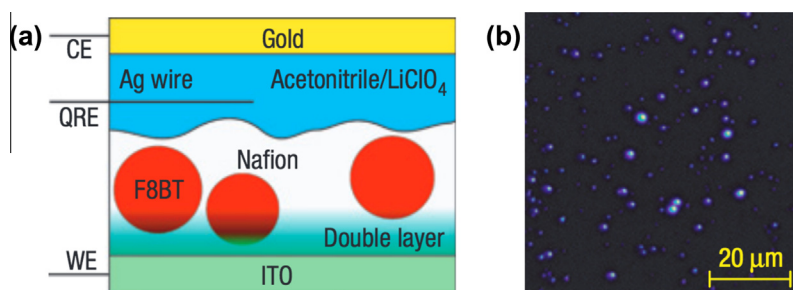 (a)
CE
Gold
Ag wire
Acetonitrile/LiClO₄
QRE
Nafion
F8BT
Double layer
WE
ITO
(b)
20 μm